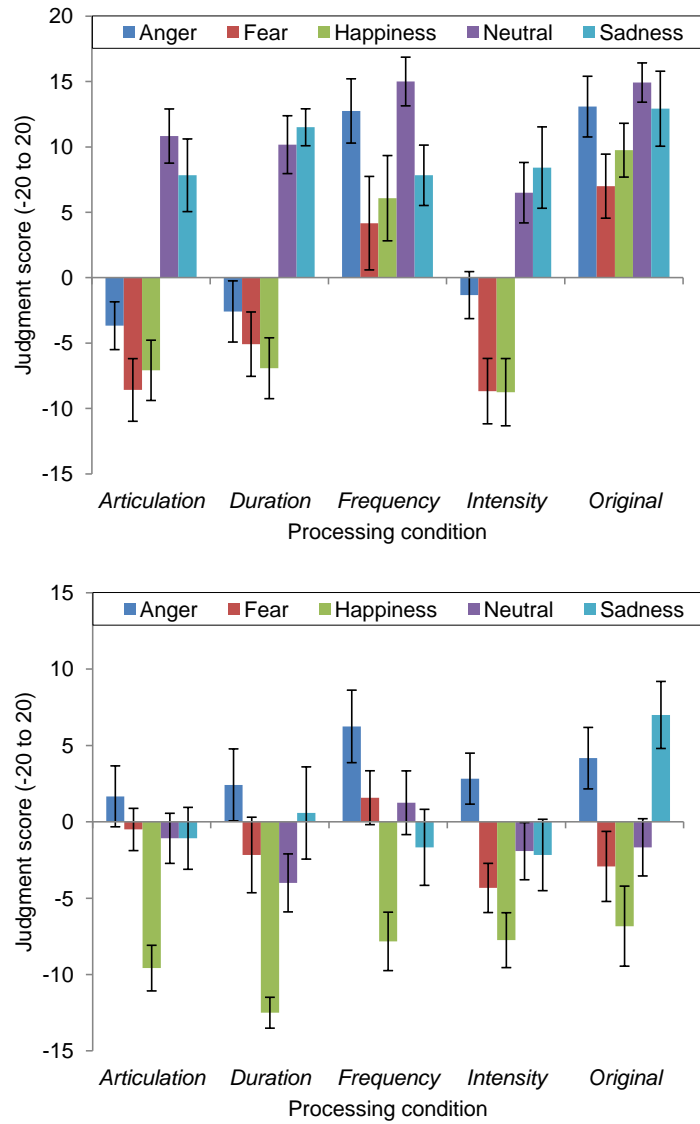 20
Anger Fear Happiness Neutral Sadness
15
10
5
0
-5
-10
-15
Judgment score (-20 to 20)
Articulation Duration Frequency Intensity Original
Processing condition
15
Anger Fear Happiness Neutral Sadness
10
5
0
-5
-10
-15
Judgment score (-20 to 20)
Articulation Duration Frequency Intensity Original
Processing condition